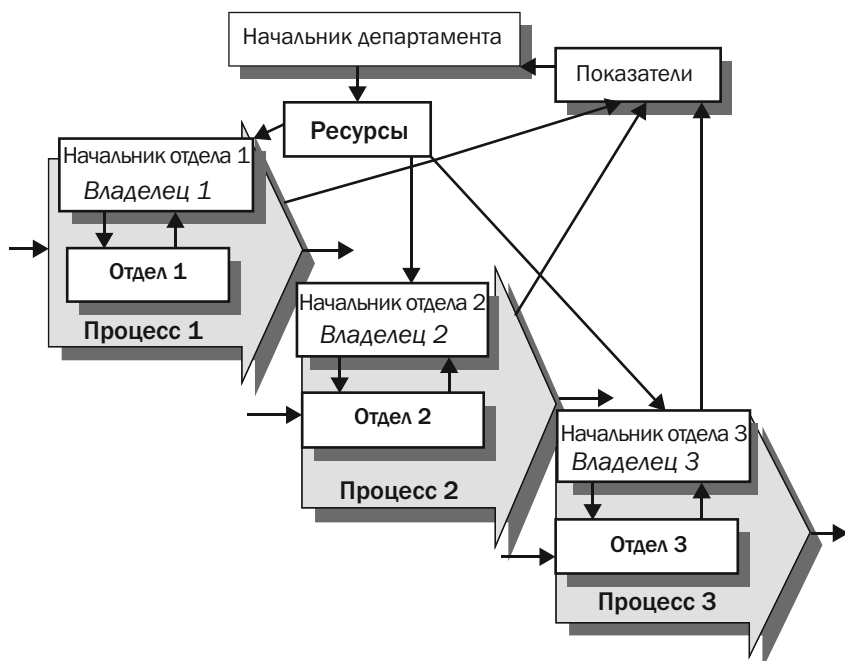 Начальник департамента
Показатели
Ресурсы
Начальник отдела 1
Владелец 1
Отдел 1
Процесс 1
Начальник отдела 2
Владелец 2
Отдел 2
Процесс 2
Начальник отдела 3
Владелец 3
Отдел 3
Процесс 3